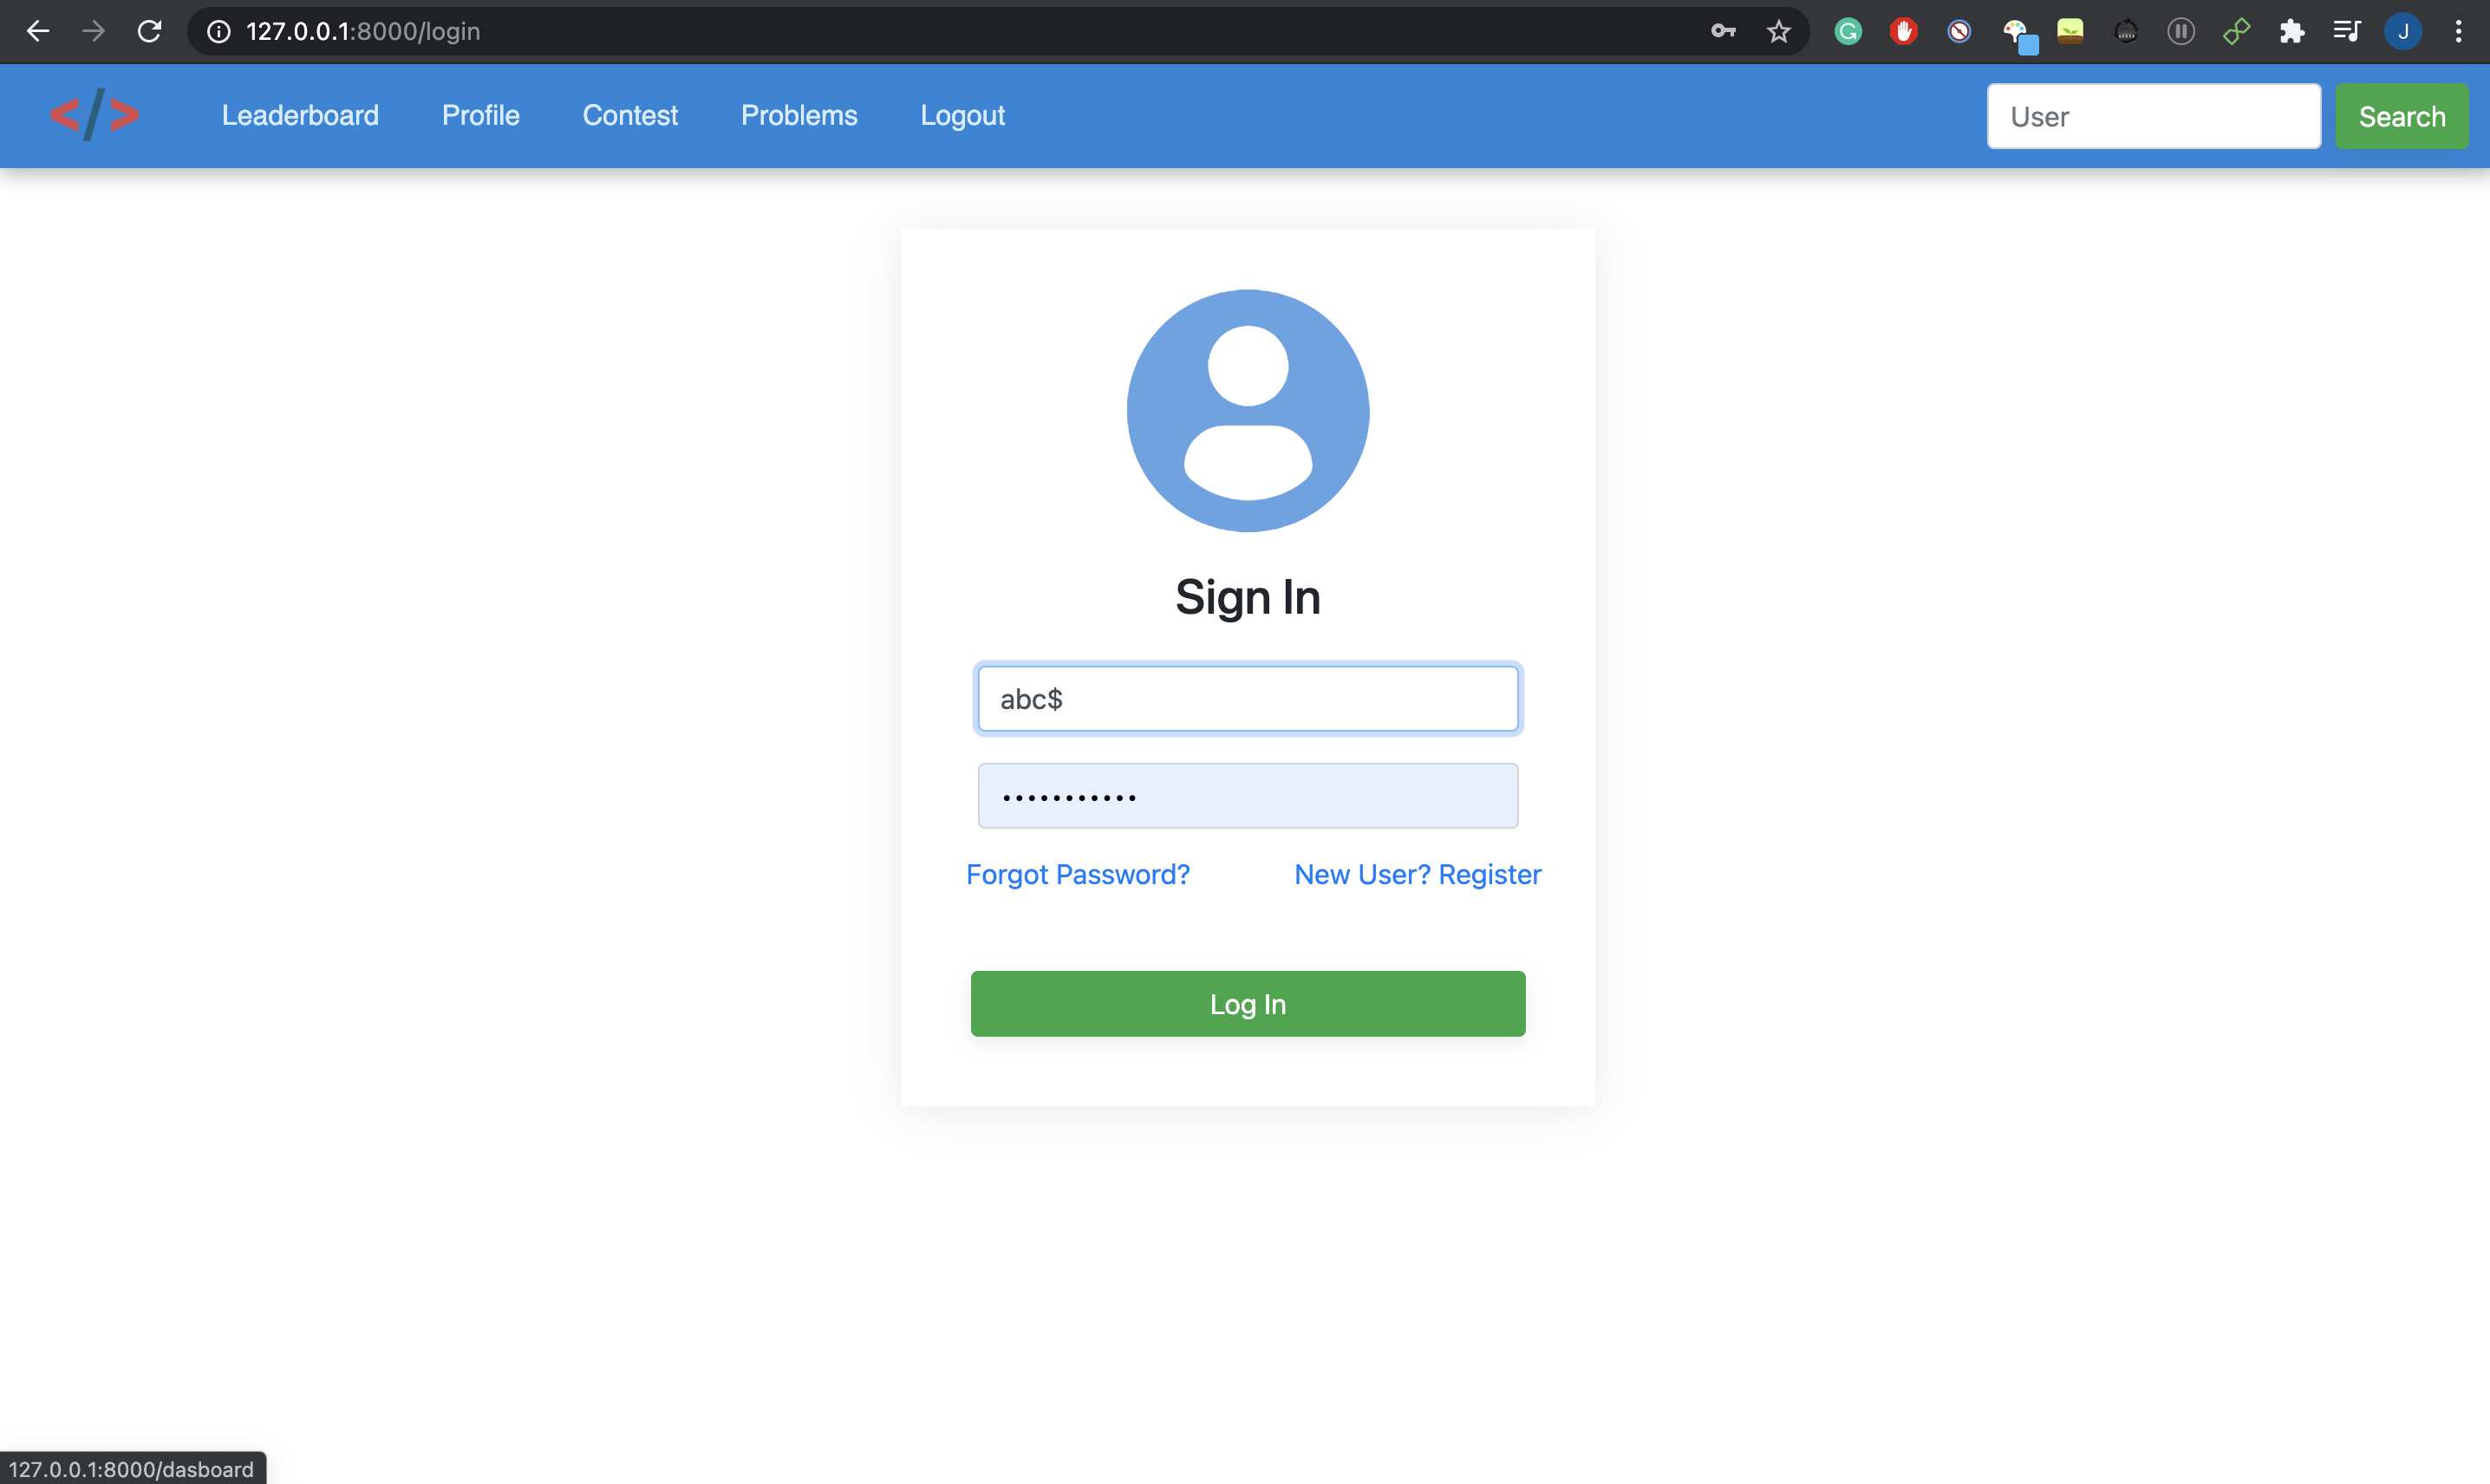 127.0.0.1:8000/login
J
</>
Leaderboard Profile Contest Problems Logout
User
Search
Sign In
abc$
•••••••••••
Forgot Password? New User? Register
Log In
127.0.0.1:8000/dasboard